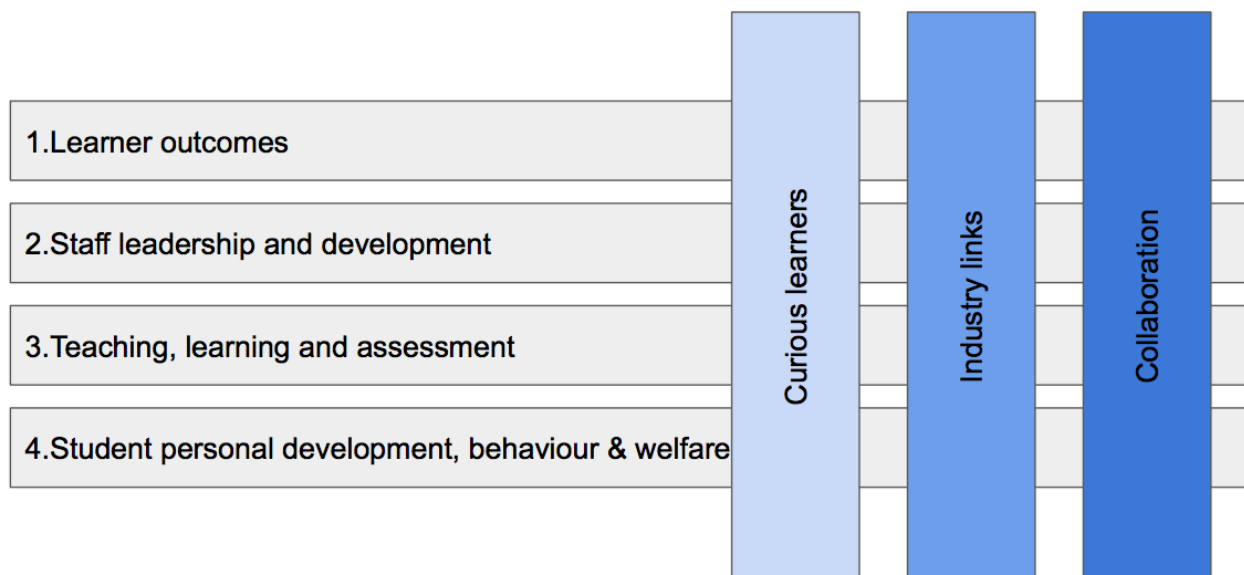 1.Learner outcomes
2.Staff leadership and development
3.Teaching, learning and assessment
4.Student personal development, behaviour & welfare
Curious learners
Industry links
Collaboration